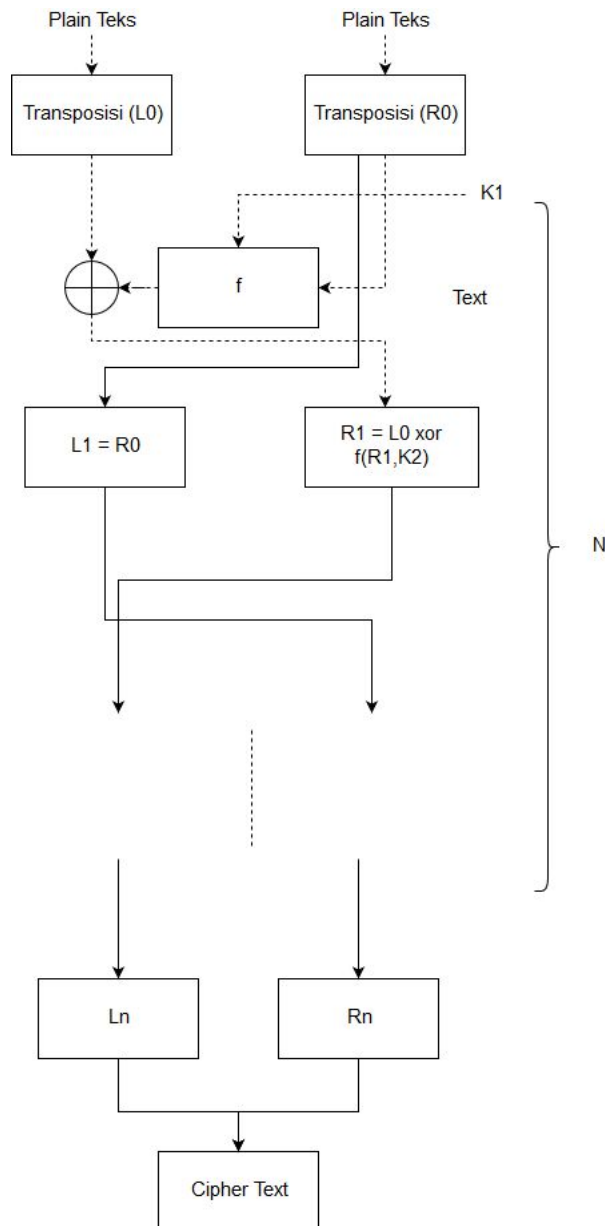 Plain Teks
Plain Teks
Transposisi (L0)
Transposisi (R0)
K1
f
Text
L1 = R0
R1 = L0 xor
f(R1,K2)
N
Ln
Rn
Cipher Text